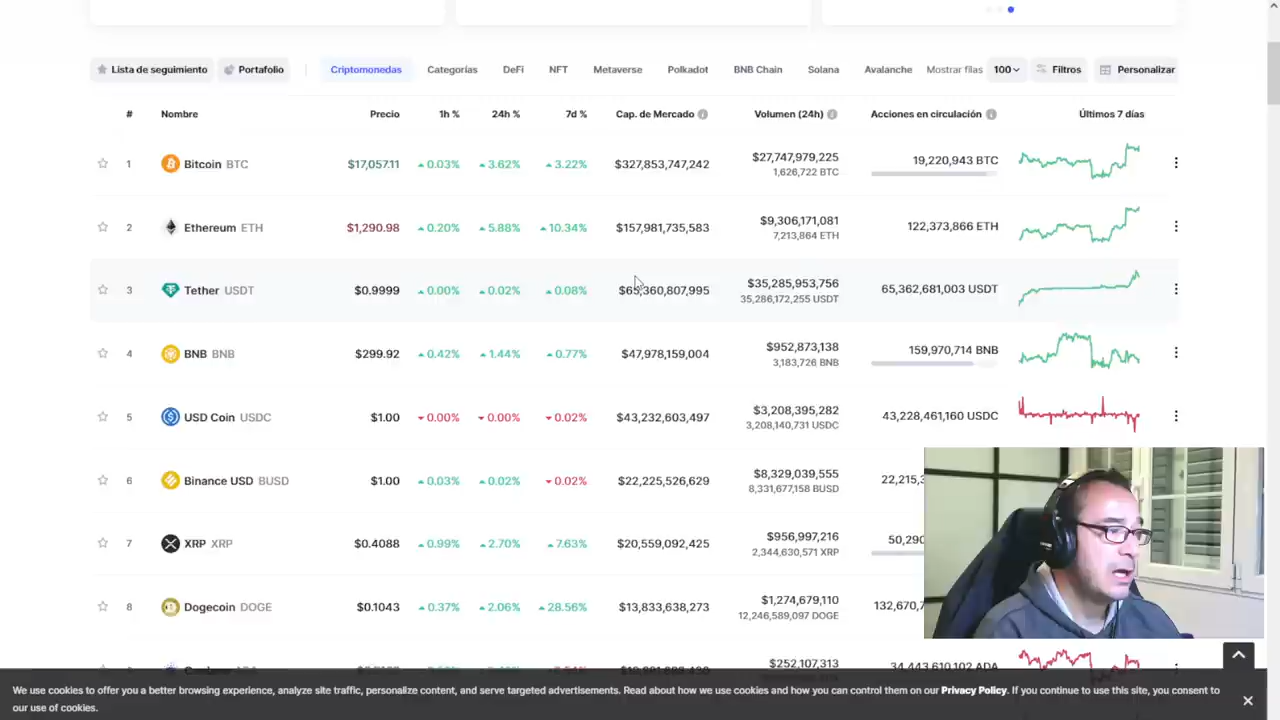 Lista de seguimiento Portafolio Criptomonedas Categorías DeFi NFT Metaverse Polkadot BNB Chain Solana Avalanche Mostrar filas 100 Filtros Personalizar
# Nombre Precio 1h % 24h % 7d % Cap. de Mercado Volumen (24h) Acciones en circulación Últimos 7 días
1 Bitcoin BTC $17,057.11 0.03% 3.62% 3.22% $327,853,747,242 $27,747,979,225 19,220,943 BTC
1,626,722 BTC
2 Ethereum ETH $1,290.98 0.20% 5.88% 10.34% $157,981,735,583 $9,306,171,081 122,373,866 ETH
7,213,864 ETH
3 Tether USDT $0.9999 0.00% 0.02% 0.08% $65,360,807,995 $35,285,953,756 65,362,681,003 USDT
35,286,172,255 USDT
4 BNB BNB $299.92 0.42% 1.44% 0.77% $47,978,159,004 $952,873,138 159,970,714 BNB
3,183,726 BNB
5 USD Coin USDC $1.00 0.00% 0.00% 0.02% $43,232,603,497 $3,208,395,282 43,228,461,160 USDC
3,208,140,731 USDC
6 Binance USD BUSD $1.00 0.03% 0.02% 0.02% $22,225,526,629 $8,329,039,555 22,215,3
8,331,677,158 BUSD
7 XRP XRP $0.4088 0.99% 2.70% 7.63% $20,559,092,425 $956,997,216 50,290
2,344,630,571 XRP
8 Dogecoin DOGE $0.1043 0.37% 2.06% 28.56% $13,833,638,273 $1,274,679,110 132,670,7
12,246,589,097 DOGE
$252,107,313 34,443,610,102 ADA
We use cookies to offer you a better browsing experience, analyze site traffic, personalize content, and serve targeted advertisements. Read about how we use cookies and how you can control them on our Privacy Policy. If you continue to use this site, you consent to
our use of cookies.